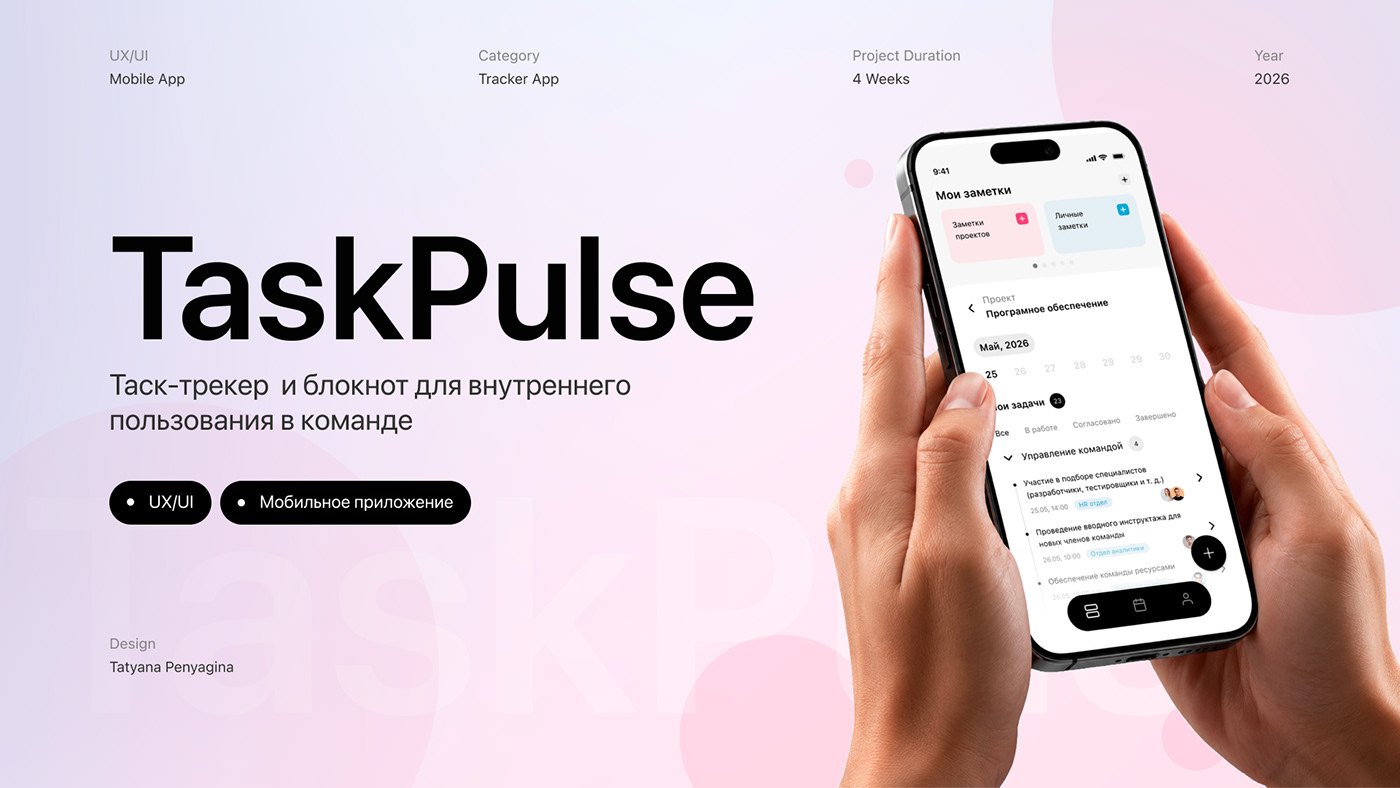 UX/UI
Mobile App
Category
Tracker App
Project Duration
4 Weeks
Year
2026
TaskPulse
Таск-трекер и блокнот для внутреннего
пользования в команде
UX/UI
Мобильное приложение
Design
Tatyana Penyagina
TaskPulse
9:41
Мои заметки
Заметки
проектов
Личные
заметки
Проект
Програмное обеспечение
Май, 2026
25 26 27 28 29 29 30
ои задачи 23
Все В работе Согласовано Завершено
Управление командой 4
Участие в подборе специалистов
(разработчики, тестировщики и т. д.)
25.05, 14:00 HR отдел
Проведение вводного инструктажа для
новых членов команды
26.05, 10:00 Отдел аналитики
Обеспечение команды ресурсами